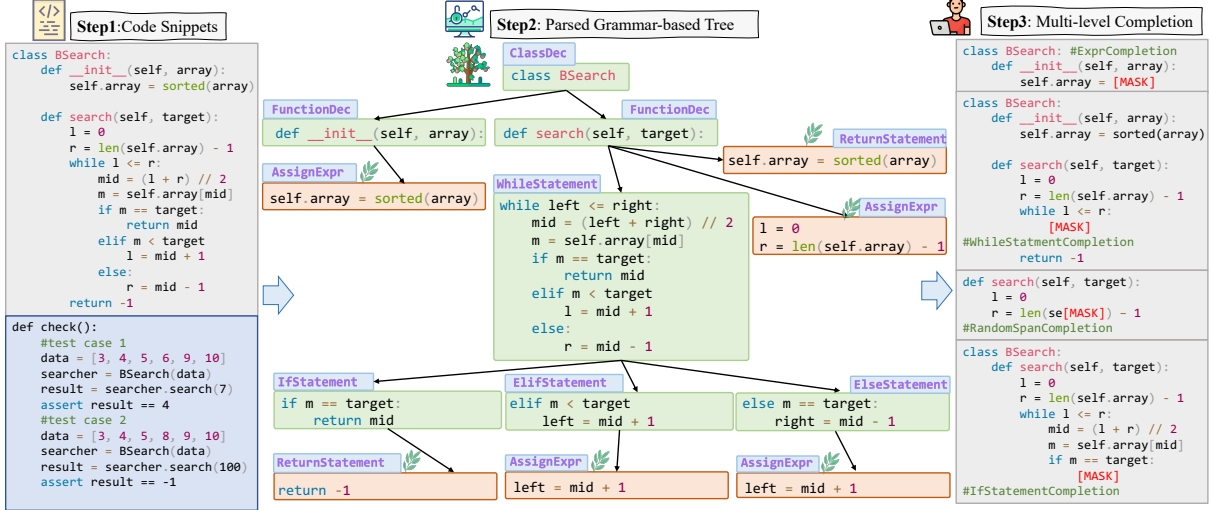 Step1:Code Snippets
class BSearch:
    def __init__(self, array):
        self.array = sorted(array)
    def search(self, target):
        l = 0
        r = len(self.array) - 1
        while l <= r:
            mid = (l + r) // 2
            m = self.array[mid]
            if m == target:
                return mid
            elif m < target
                l = mid + 1
            else:
                r = mid - 1
        return -1
def check():
    #test case 1
    data = [3, 4, 5, 6, 9, 10]
    searcher = BSearch(data)
    result = searcher.search(7)
    assert result == 4
    #test case 2
    data = [3, 4, 5, 8, 9, 10]
    searcher = BSearch(data)
    result = searcher.search(100)
    assert result == -1
Step2: Parsed Grammar-based Tree
ClassDec
class BSearch
FunctionDec
def __init__(self, array):
FunctionDec
def search(self, target):
AssignExpr
self.array = sorted(array)
ReturnStatement
self.array = sorted(array)
WhileStatement
while left <= right:
    mid = (left + right) // 2
    m = self.array[mid]
    if m == target:
        return mid
    elif m < target
        l = mid + 1
    else:
        r = mid - 1
AssignExpr
l = 0
r = len(self.array) - 1
IfStatement
if m == target:
    return mid
ElifStatement
elif m < target
    left = mid + 1
ElseStatement
else m == target:
    right = mid - 1
ReturnStatement
return -1
AssignExpr
left = mid + 1
AssignExpr
left = mid + 1
Step3: Multi-level Completion
class BSearch: #ExprCompletion
    def __init__(self, array):
        self.array = [MASK]
class BSearch:
    def __init__(self, array):
        self.array = sorted(array)
    def search(self, target):
        l = 0
        r = len(self.array) - 1
        while l <= r:
            [MASK]
#WhileStatmentCompletion
        return -1
def search(self, target):
    l = 0
    r = len(se[MASK]) - 1
#RandomSpanCompletion
class BSearch:
    def search(self, target):
        l = 0
        r = len(self.array) - 1
        while l <= r:
            mid = (l + r) // 2
            m = self.array[mid]
            if m == target:
                [MASK]
#IfStatementCompletion